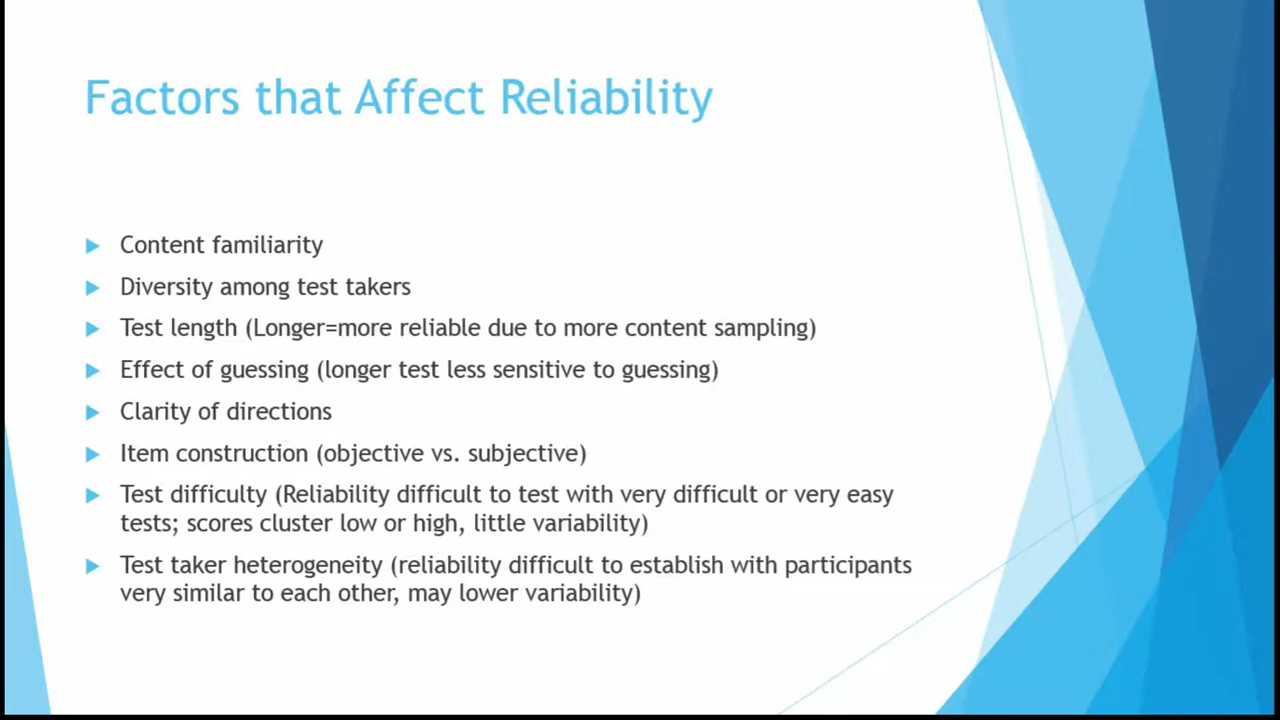 Factors that Affect Reliability
Content familiarity
Diversity among test takers
Test length (Longer=more reliable due to more content sampling)
Effect of guessing (longer test less sensitive to guessing)
Clarity of directions
Item construction (objective vs. subjective)
Test difficulty (Reliability difficult to test with very difficult or very easy
tests; scores cluster low or high, little variability)
Test taker heterogeneity (reliability difficult to establish with participants
very similar to each other, may lower variability)